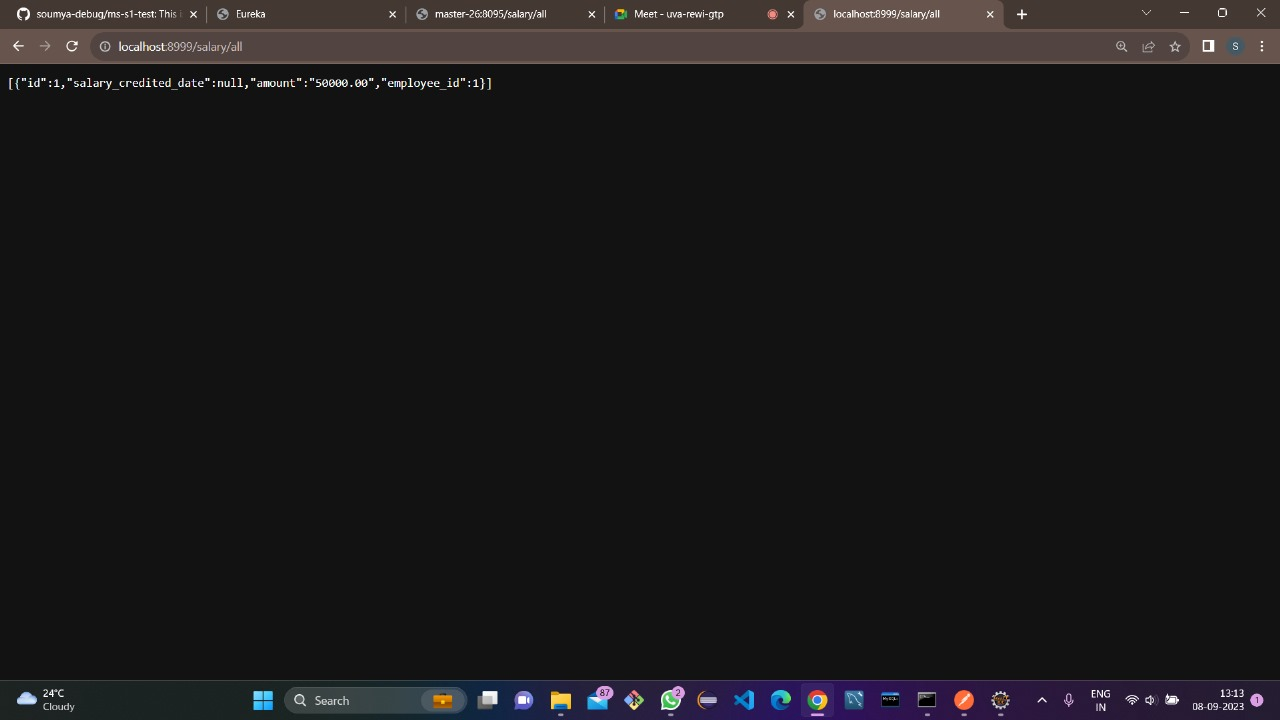 soumya-debug/ms-s1-test: This i
Eureka
master-26:8095/salary/all
Meet - uva-rewi-gtp
localhost:8999/salary/all
localhost:8999/salary/all
S
[{"id":1,"salary_credited_date":null,"amount":"50000.00","employee_id":1}]
24°C
Cloudy
Search
87
2
ENG
IN
13:13
08-09-2023
1